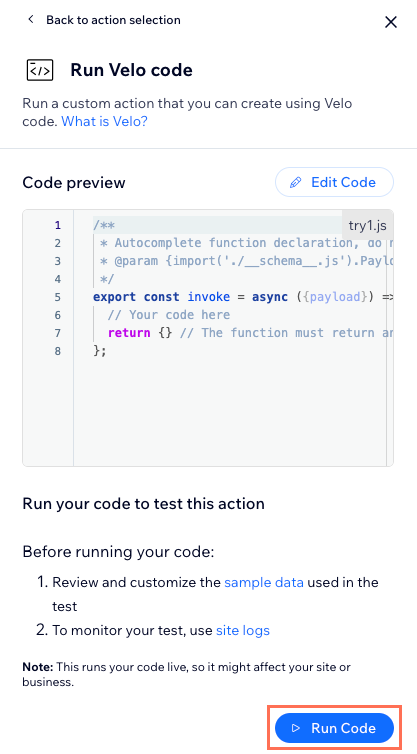 Back to action selection
Run Velo code
Run a custom action that you can create using Velo
code. What is Velo?
Code preview
Edit Code
try1.js
1 /**
2  * Autocomplete function declaration, do
3  * @param {import('./__schema__.js').Paylo
4  */
5 export const invoke = async ({payload}) =>
6   // Your code here
7   return {} // The function must return an
8 };
Run your code to test this action
Before running your code:
1. Review and customize the sample data used in the
test
2. To monitor your test, use site logs
Note: This runs your code live, so it might affect your site or
business.
Run Code